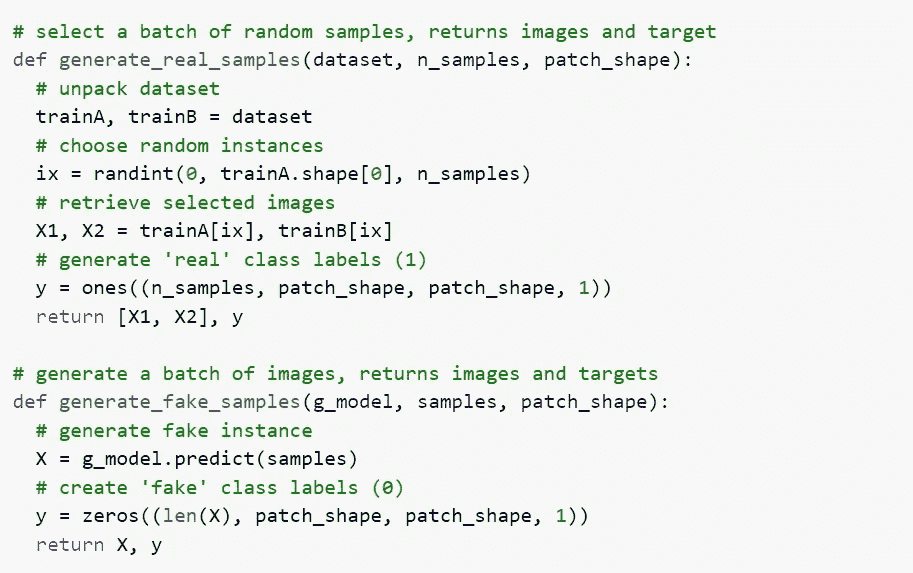 # select a batch of random samples, returns images and target
def generate_real_samples(dataset, n_samples, patch_shape):
  # unpack dataset
  trainA, trainB = dataset
  # choose random instances
  ix = randint(0, trainA.shape[0], n_samples)
  # retrieve selected images
  X1, X2 = trainA[ix], trainB[ix]
  # generate 'real' class labels (1)
  y = ones((n_samples, patch_shape, patch_shape, 1))
  return [X1, X2], y

# generate a batch of images, returns images and targets
def generate_fake_samples(g_model, samples, patch_shape):
  # generate fake instance
  X = g_model.predict(samples)
  # create 'fake' class labels (0)
  y = zeros((len(X), patch_shape, patch_shape, 1))
  return X, y